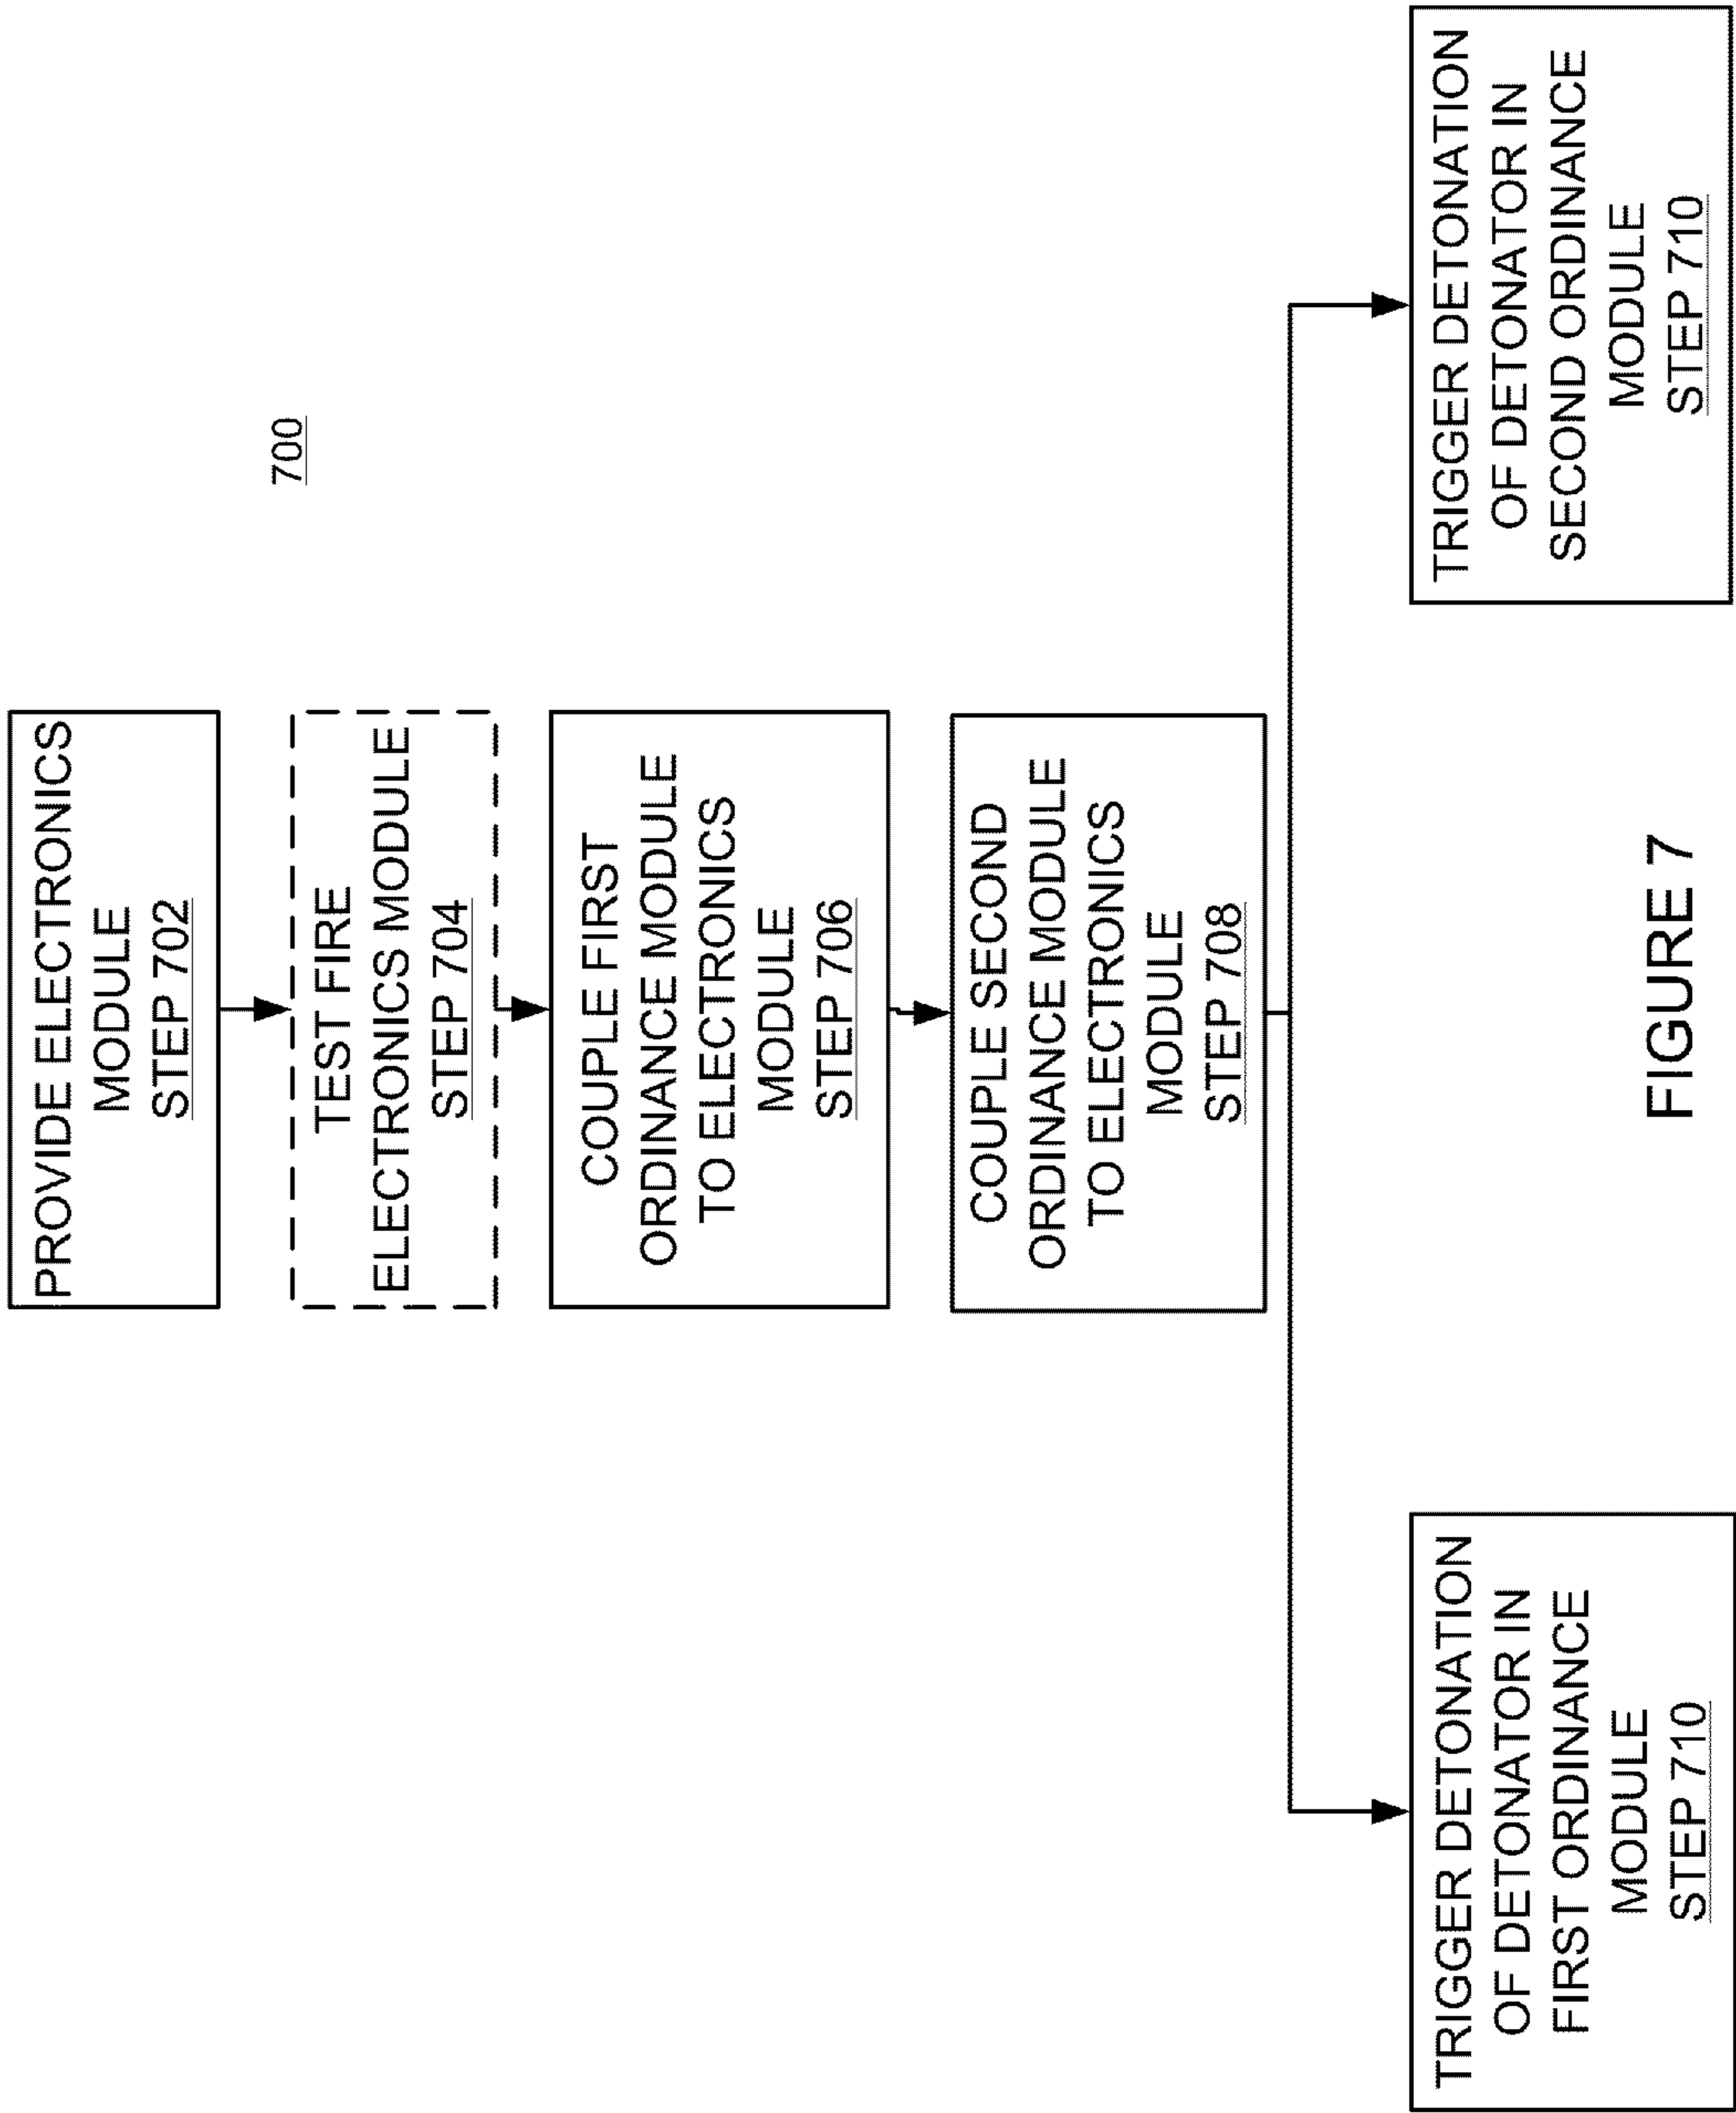 700
PROVIDE ELECTRONICS
MODULE
STEP 702
TEST FIRE
ELECTRONICS MODULE
STEP 704
COUPLE FIRST
ORDINANCE MODULE
TO ELECTRONICS
MODULE
STEP 706
COUPLE SECOND
ORDINANCE MODULE
TO ELECTRONICS
MODULE
STEP 708
TRIGGER DETONATION
OF DETONATOR IN
FIRST ORDINANCE
MODULE
STEP 710
TRIGGER DETONATION
OF DETONATOR IN
SECOND ORDINANCE
MODULE
STEP 710
FIGURE 7